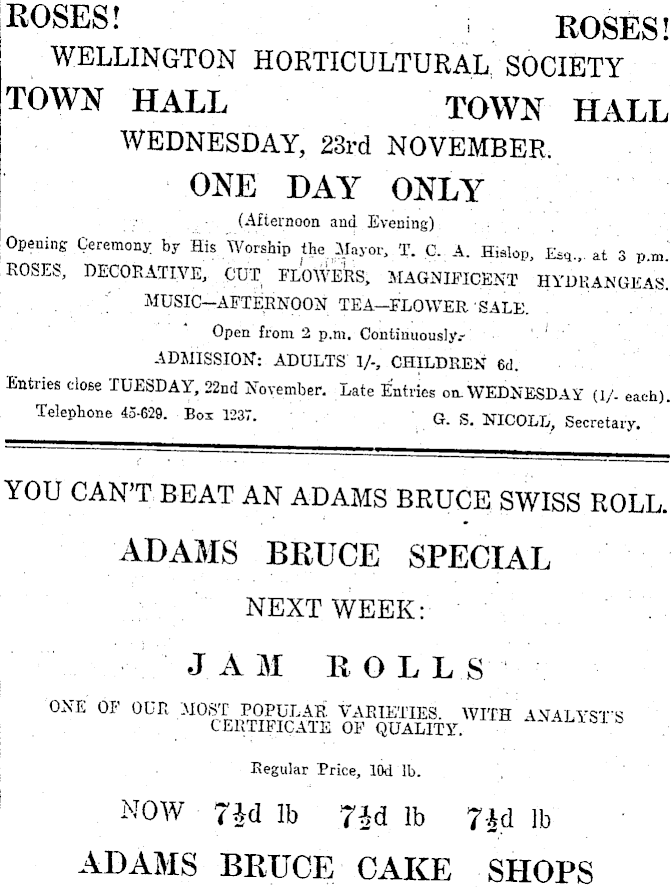 ROSES! ROSES!
WELLINGTON HORTICULTURAL SOCIETY
TOWN HALL TOWN HALL
WEDNESDAY, 23rd NOVEMBER.
ONE DAY ONLY
(Afternoon and Evening)
Opening Ceremony by His Worship the Mayor, T. C. A. Hislop, Esq., at 3 p.m.
ROSES, DECORATIVE, CUT FLOWERS, MAGNIFICENT HYDRANGEAS.
MUSIC—AFTERNOON TEA—FLOWER SALE.
Open from 2 p.m. Continuously.
ADMISSION: ADULTS 1/-, CHILDREN 6d.
Entries close TUESDAY, 22nd November. Late Entries on WEDNESDAY (1/- each).
Telephone 45-629. Box 1237. G. S. NICOLL, Secretary.
YOU CAN'T BEAT AN ADAMS BRUCE SWISS ROLL.
ADAMS BRUCE SPECIAL
NEXT WEEK:
JAM ROLLS
ONE OF OUR MOST POPULAR VARIETIES. WITH ANALYST'S
CERTIFICATE OF QUALITY.
Regular Price, 10d lb.
NOW 7½d lb 7½d lb 7½d lb
ADAMS BRUCE CAKE SHOPS